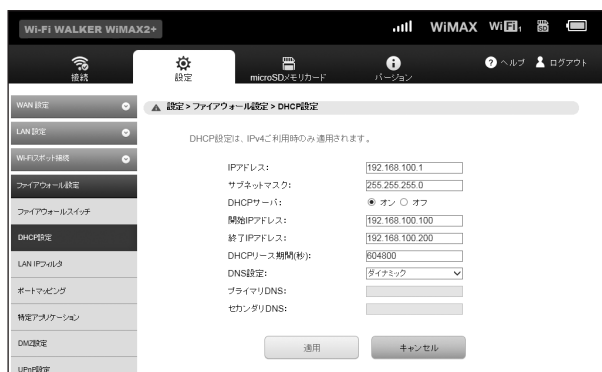 Wi-Fi WALKER WiMAX2+
WiMAX Wi-Fi1 SD
接続
設定
microSDメモリカード
バージョン
ヘルプ
ログアウト
WAN 設定
LAN 設定
Wi-Fiスポット接続
ファイアウォール設定
ファイアウォールスイッチ
DHCP設定
LAN IPフィルタ
ポートマッピング
特定アプリケーション
DMZ設定
UPnP設定
設定 > ファイアウォール設定 > DHCP設定
DHCP設定は、IPv4ご利用時のみ適用されます。
IPアドレス: 192.168.100.1
サブネットマスク: 255.255.255.0
DHCPサーバ: オン オフ
開始IPアドレス: 192.168.100.100
終了IPアドレス: 192.168.100.200
DHCPリース期間(秒): 604800
DNS設定: ダイナミック
プライマリDNS:
セカンダリDNS:
適用 キャンセル